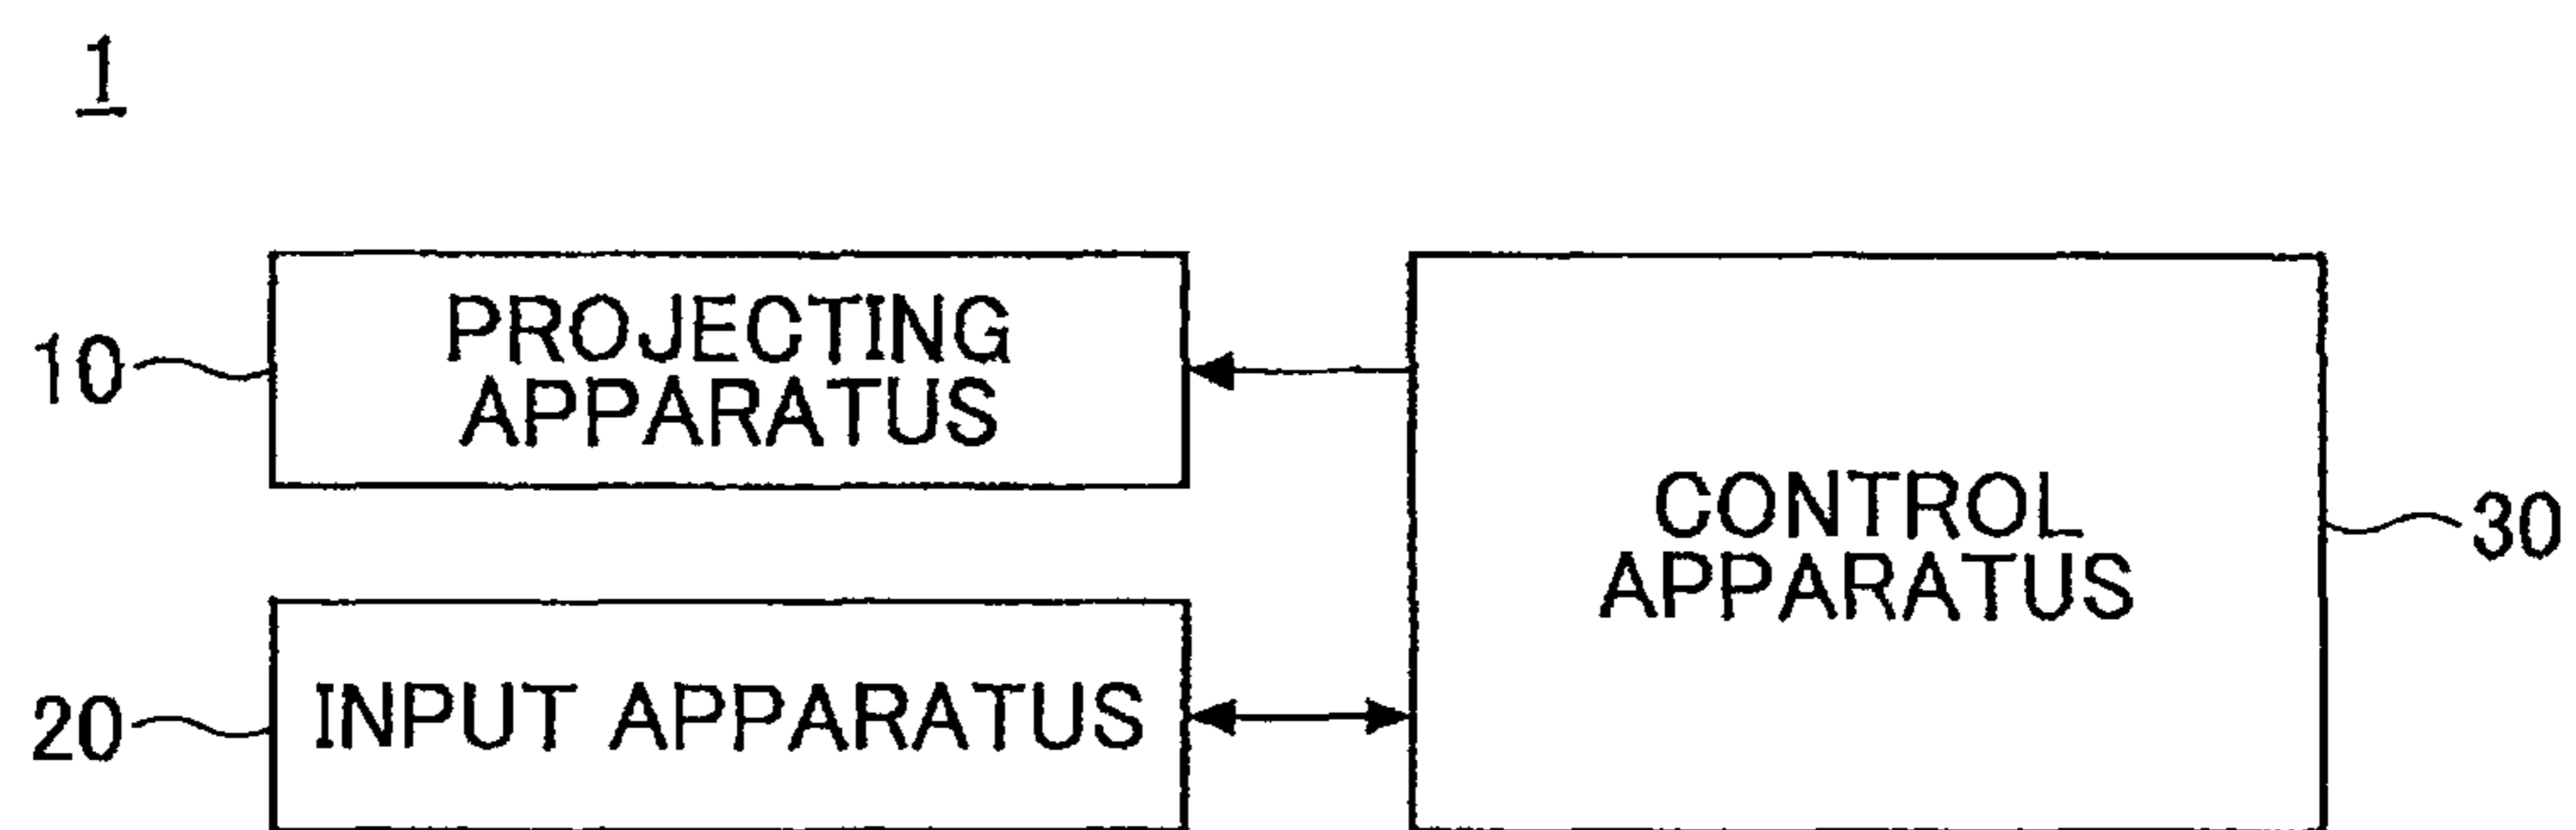 1
PROJECTING
APPARATUS
10
CONTROL
APPARATUS
30
INPUT APPARATUS
20